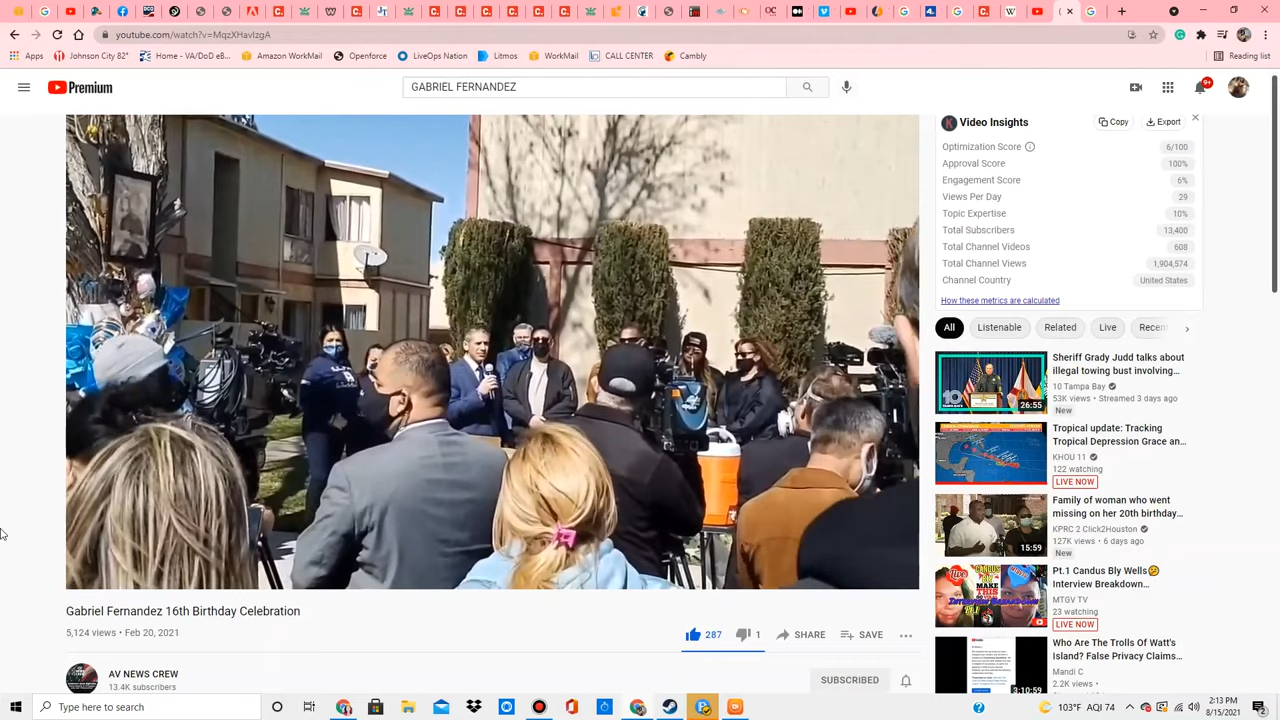 youtube.com/watch?v=MqzXHavIzgA
Apps Johnson City 82° Home - VA/DoD eB... Amazon WorkMail Openforce LiveOps Nation Litmos WorkMail CALL CENTER Cambly Reading list
Premium GABRIEL FERNANDEZ 9+
Video Insights Copy Export
Optimization Score 6/100
Approval Score 100%
Engagement Score 6%
Views Per Day 29
Topic Expertise 10%
Total Subscribers 13,400
Total Channel Videos 608
Total Channel Views 1,904,574
Channel Country United States
How these metrics are calculated
All Listenable Related Live Recen
Sheriff Grady Judd talks about
illegal towing bust involving...
10 Tampa Bay
53K views • Streamed 3 days ago
New
26:55
Tropical update: Tracking
Tropical Depression Grace an...
KHOU 11
122 watching
LIVE NOW
Family of woman who went
missing on her 20th birthday...
KPRC 2 Click2Houston
127K views • 6 days ago
New
15:59
Pt.1 Candus Bly Wells
Interview Breakdown...
MTGV TV
23 watching
LIVE NOW
Who Are The Trolls Of Watt's
Island? False Privacy Claims...
Mandi C
2.2K views •
3:10:59
Gabriel Fernandez 16th Birthday Celebration
5,124 views • Feb 20, 2021
287 1 SHARE SAVE
NEWS CREW
13.4K subscribers
SUBSCRIBED
Type here to search
103°F AQI 74
2:13 PM
8/15/2021